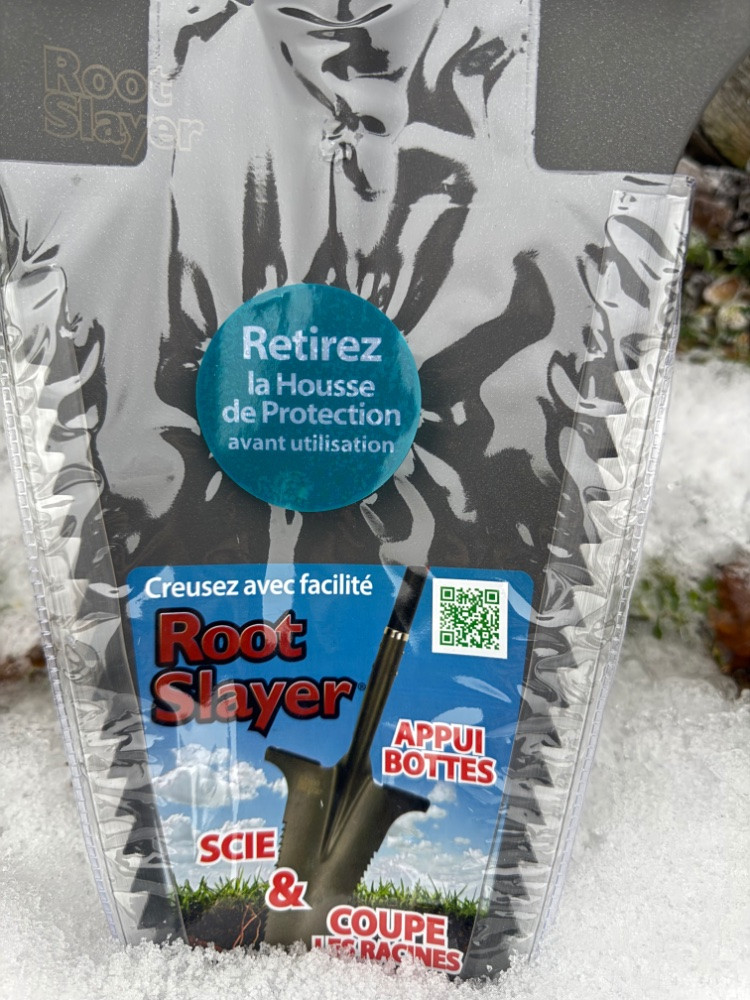 Root
Slayer
Retirez
la Housse
de Protection
avant utilisation
Creusez avec facilité
Root
Slayer®
APPUI
BOTTES
SCIE
&
COUPE
LES RACINES